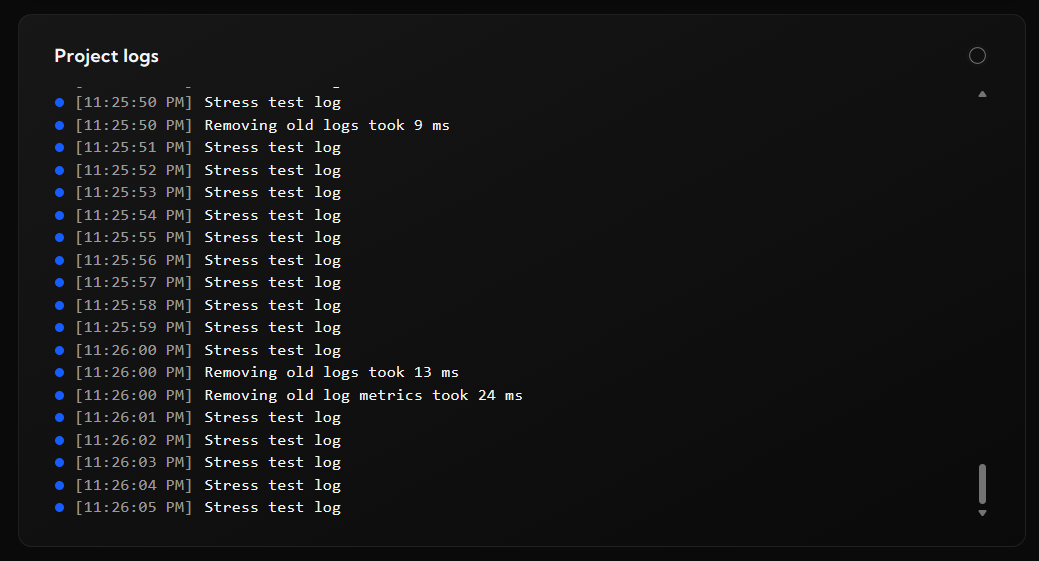 Project logs
[11:25:50 PM] Stress test log
[11:25:50 PM] Removing old logs took 9 ms
[11:25:51 PM] Stress test log
[11:25:52 PM] Stress test log
[11:25:53 PM] Stress test log
[11:25:54 PM] Stress test log
[11:25:55 PM] Stress test log
[11:25:56 PM] Stress test log
[11:25:57 PM] Stress test log
[11:25:58 PM] Stress test log
[11:25:59 PM] Stress test log
[11:26:00 PM] Stress test log
[11:26:00 PM] Removing old logs took 13 ms
[11:26:00 PM] Removing old log metrics took 24 ms
[11:26:01 PM] Stress test log
[11:26:02 PM] Stress test log
[11:26:03 PM] Stress test log
[11:26:04 PM] Stress test log
[11:26:05 PM] Stress test log